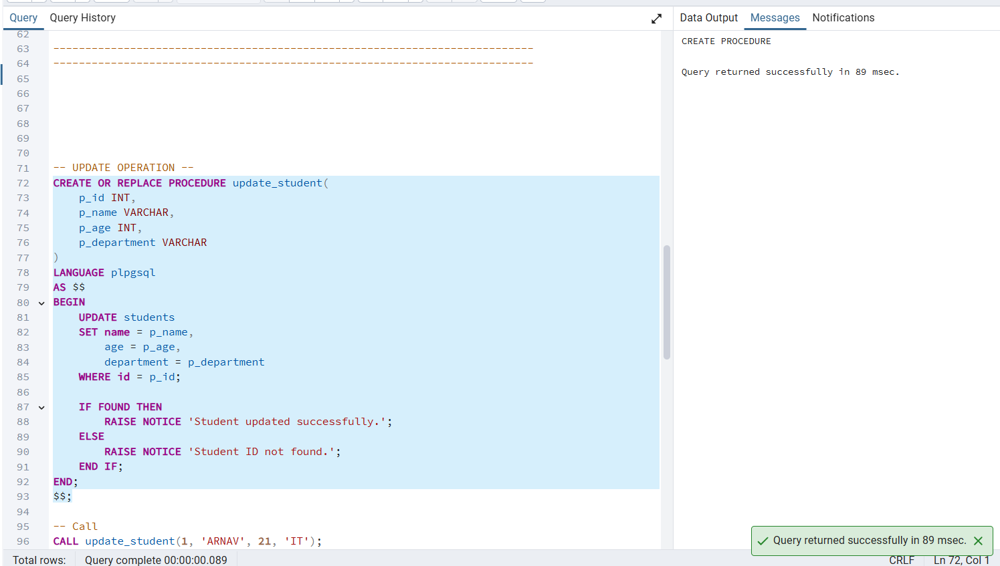 Query Query History
62
63 ---------------------------------------------------------------------------
64 ---------------------------------------------------------------------------
65
66
67
68
69
70
71 -- UPDATE OPERATION --
72 CREATE OR REPLACE PROCEDURE update_student(
73 p_id INT,
74 p_name VARCHAR,
75 p_age INT,
76 p_department VARCHAR
77 )
78 LANGUAGE plpgsql
79 AS $$
80 BEGIN
81 UPDATE students
82 SET name = p_name,
83 age = p_age,
84 department = p_department
85 WHERE id = p_id;
86
87 IF FOUND THEN
88 RAISE NOTICE 'Student updated successfully.';
89 ELSE
90 RAISE NOTICE 'Student ID not found.';
91 END IF;
92 END;
93 $$;
94
95 -- Call
96 CALL update_student(1, 'ARNAV', 21, 'IT');
Data Output Messages Notifications
CREATE PROCEDURE
Query returned successfully in 89 msec.
Query returned successfully in 89 msec.
Total rows: Query complete 00:00:00.089 CRLF Ln 72, Col 1